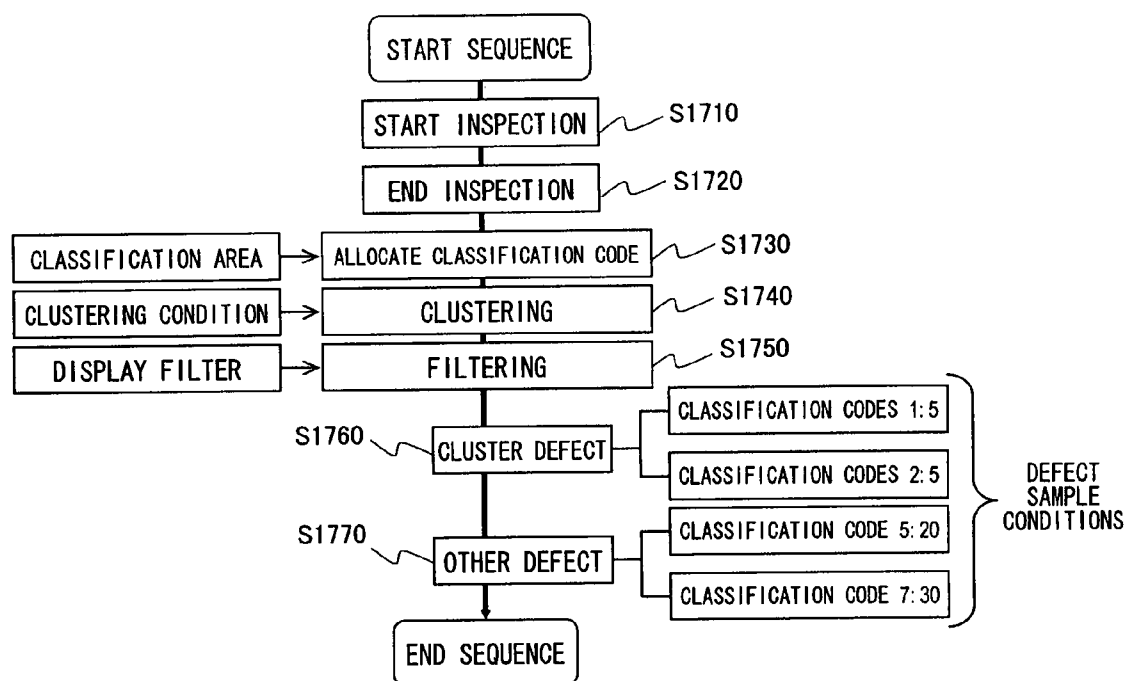 START SEQUENCE
START INSPECTION
S1710
END INSPECTION
S1720
CLASSIFICATION AREA
ALLOCATE CLASSIFICATION CODE
S1730
CLUSTERING CONDITION
CLUSTERING
S1740
DISPLAY FILTER
FILTERING
S1750
S1760
CLUSTER DEFECT
CLASSIFICATION CODES 1:5
CLASSIFICATION CODES 2:5
S1770
OTHER DEFECT
CLASSIFICATION CODE 5:20
CLASSIFICATION CODE 7:30
DEFECT
SAMPLE
CONDITIONS
END SEQUENCE